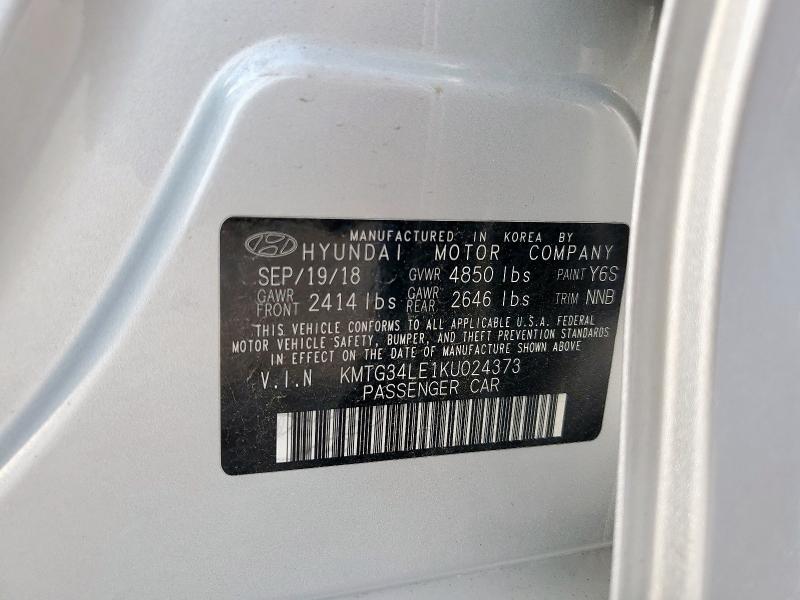 MANUFACTURED IN KOREA BY
HYUNDAI MOTOR COMPANY
SEP/19/18 GVWR 4850 lbs PAINT Y6S
GAWR FRONT 2414 lbs GAWR REAR 2646 lbs TRIM NNB
THIS VEHICLE CONFORMS TO ALL APPLICABLE U.S.A. FEDERAL
MOTOR VEHICLE SAFETY, BUMPER, AND THEFT PREVENTION STANDARDS
IN EFFECT ON THE DATE OF MANUFACTURE SHOWN ABOVE
V.I.N KMTG34LE1KU024373
PASSENGER CAR